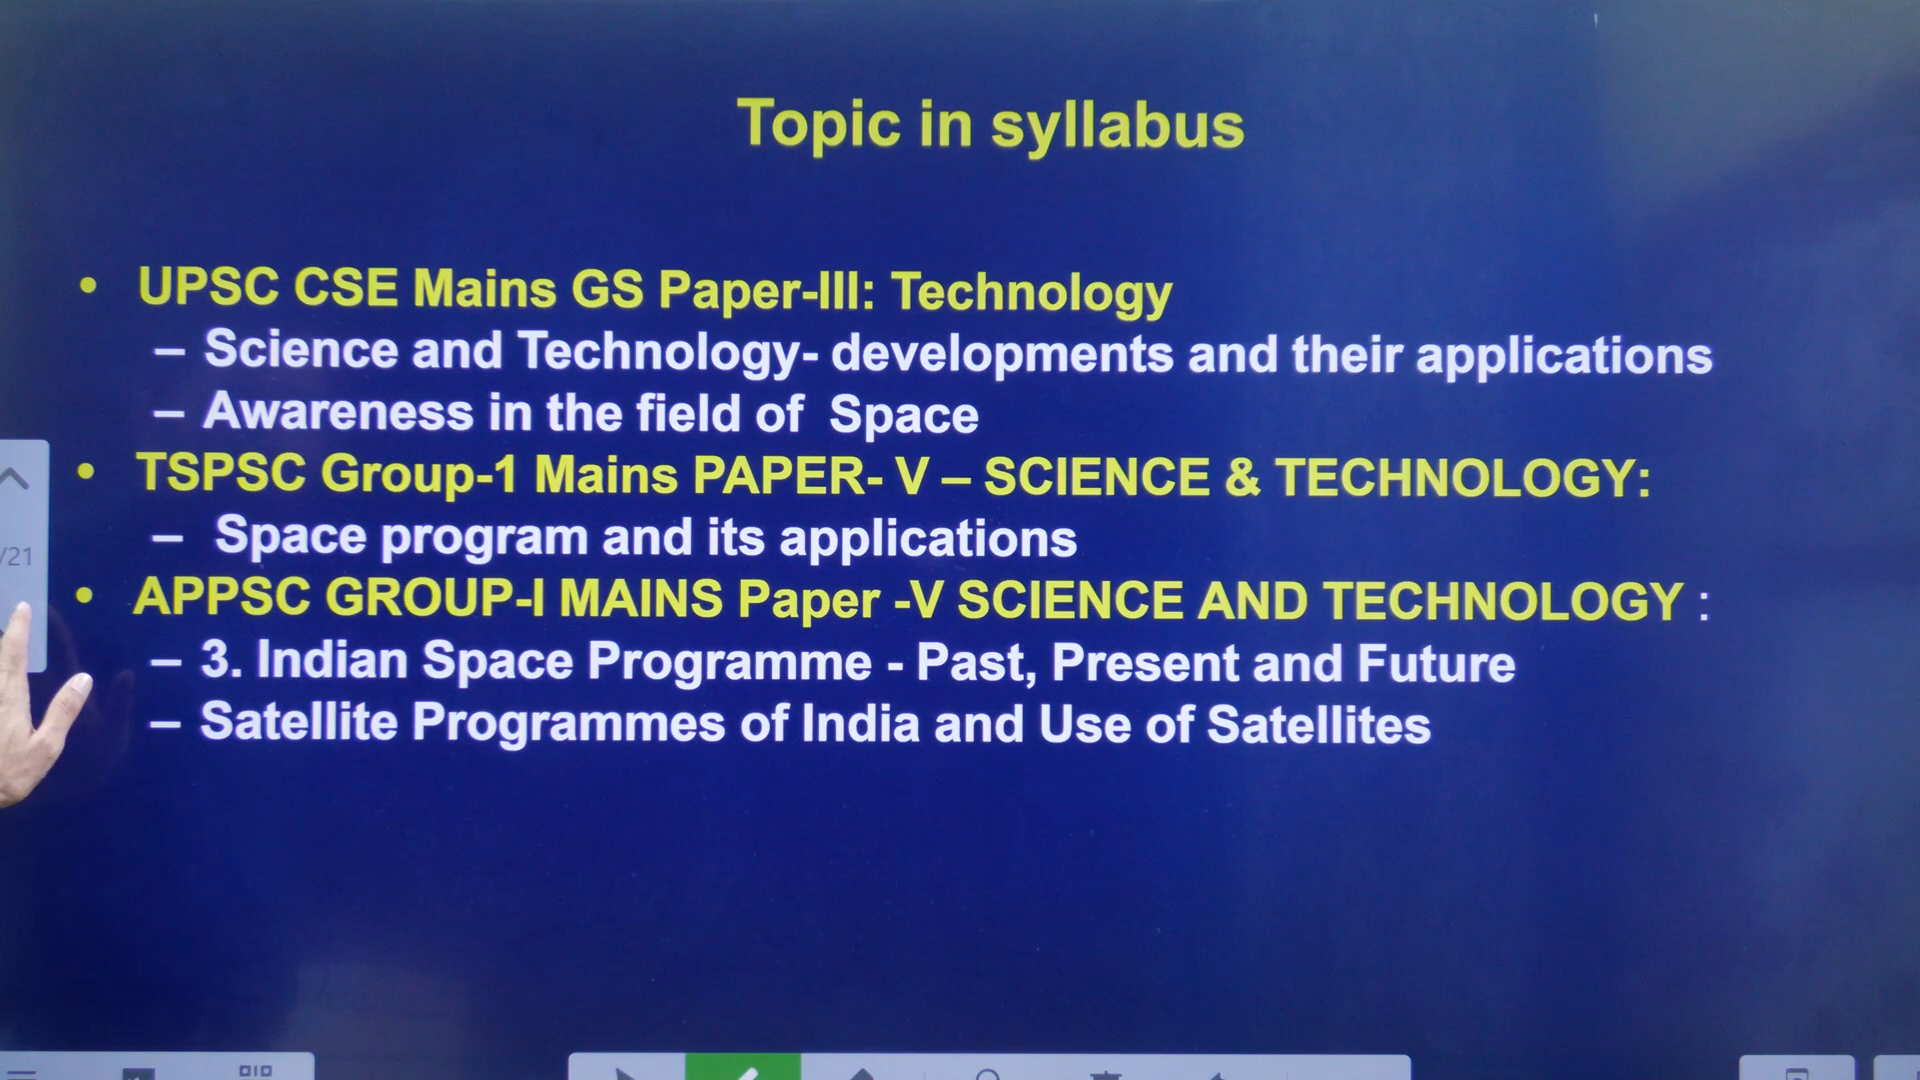 Topic in syllabus
• UPSC CSE Mains GS Paper-III: Technology
– Science and Technology- developments and their applications
– Awareness in the field of Space
• TSPSC Group-1 Mains PAPER- V – SCIENCE & TECHNOLOGY:
– Space program and its applications
• APPSC GROUP-I MAINS Paper -V SCIENCE AND TECHNOLOGY :
– 3. Indian Space Programme - Past, Present and Future
– Satellite Programmes of India and Use of Satellites
/21